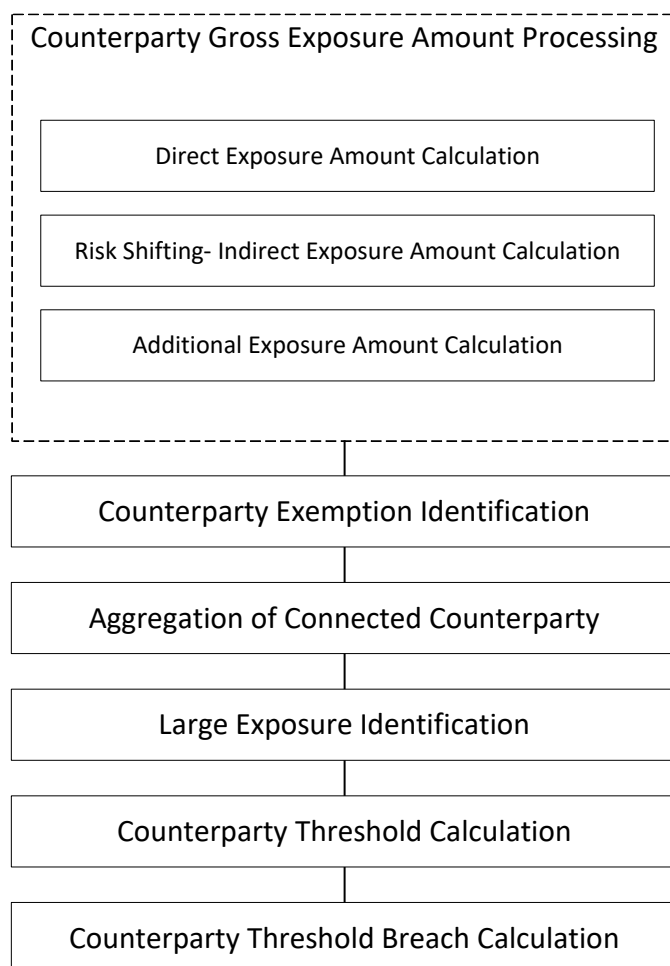 Counterparty Gross Exposure Amount Processing
Direct Exposure Amount Calculation
Risk Shifting- Indirect Exposure Amount Calculation
Additional Exposure Amount Calculation
Counterparty Exemption Identification
Aggregation of Connected Counterparty
Large Exposure Identification
Counterparty Threshold Calculation
Counterparty Threshold Breach Calculation